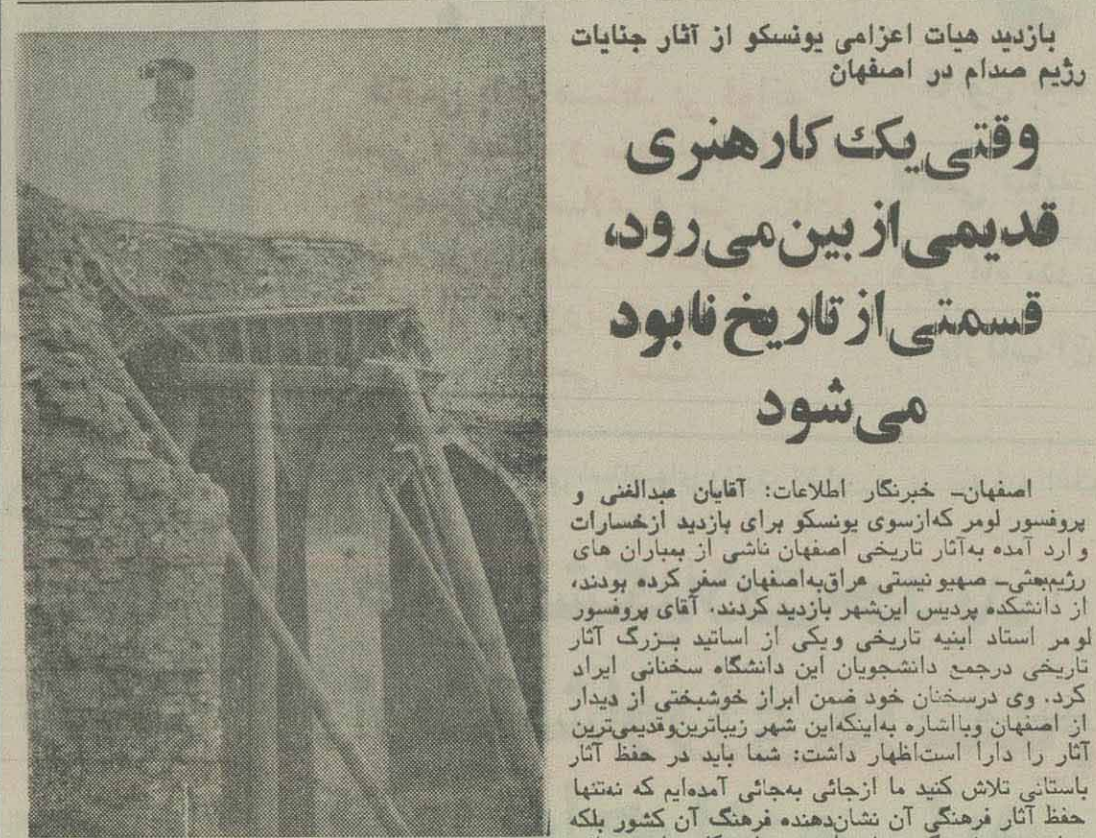 بازدید هیات اعزامی یونسکو از آثار جنایات
رژیم صدام در اصفهان
وقتی یک کار هنری
قدیمی از بین می‌رود،
قسمتی از تاریخ نابود
می‌شود
اصفهان- خبرنگار اطلاعات: آقایان عبدالغنی و
پروفسور لومر که‌ازسوی یونسکو برای بازدید ازخسارات
وارد آمده به‌آثار تاریخی اصفهان ناشی از بمباران های
رژیم‌بعثی- صهیونیستی عراق‌به‌اصفهان سفر کرده بودند،
از دانشکده پردیس این‌شهر بازدید کردند. آقای پروفسور
لومر استاد ابنیه تاریخی ویکی از اساتید بزرگ آثار
تاریخی درجمع دانشجویان این دانشگاه سخنانی ایراد
کرد. وی درسخنان خود ضمن ابراز خوشبختی از دیدار
از اصفهان وبااشاره به‌اینکه‌این شهر زیباترین‌وقدیمی‌ترین
آثار را دارا است‌اظهار داشت: شما باید در حفظ آثار
باستانی تلاش کنید ما ازجائی به‌جائی آمده‌ایم که نه‌تنها
حفظ آثار فرهنگی آن نشان‌دهنده فرهنگ آن کشور بلکه